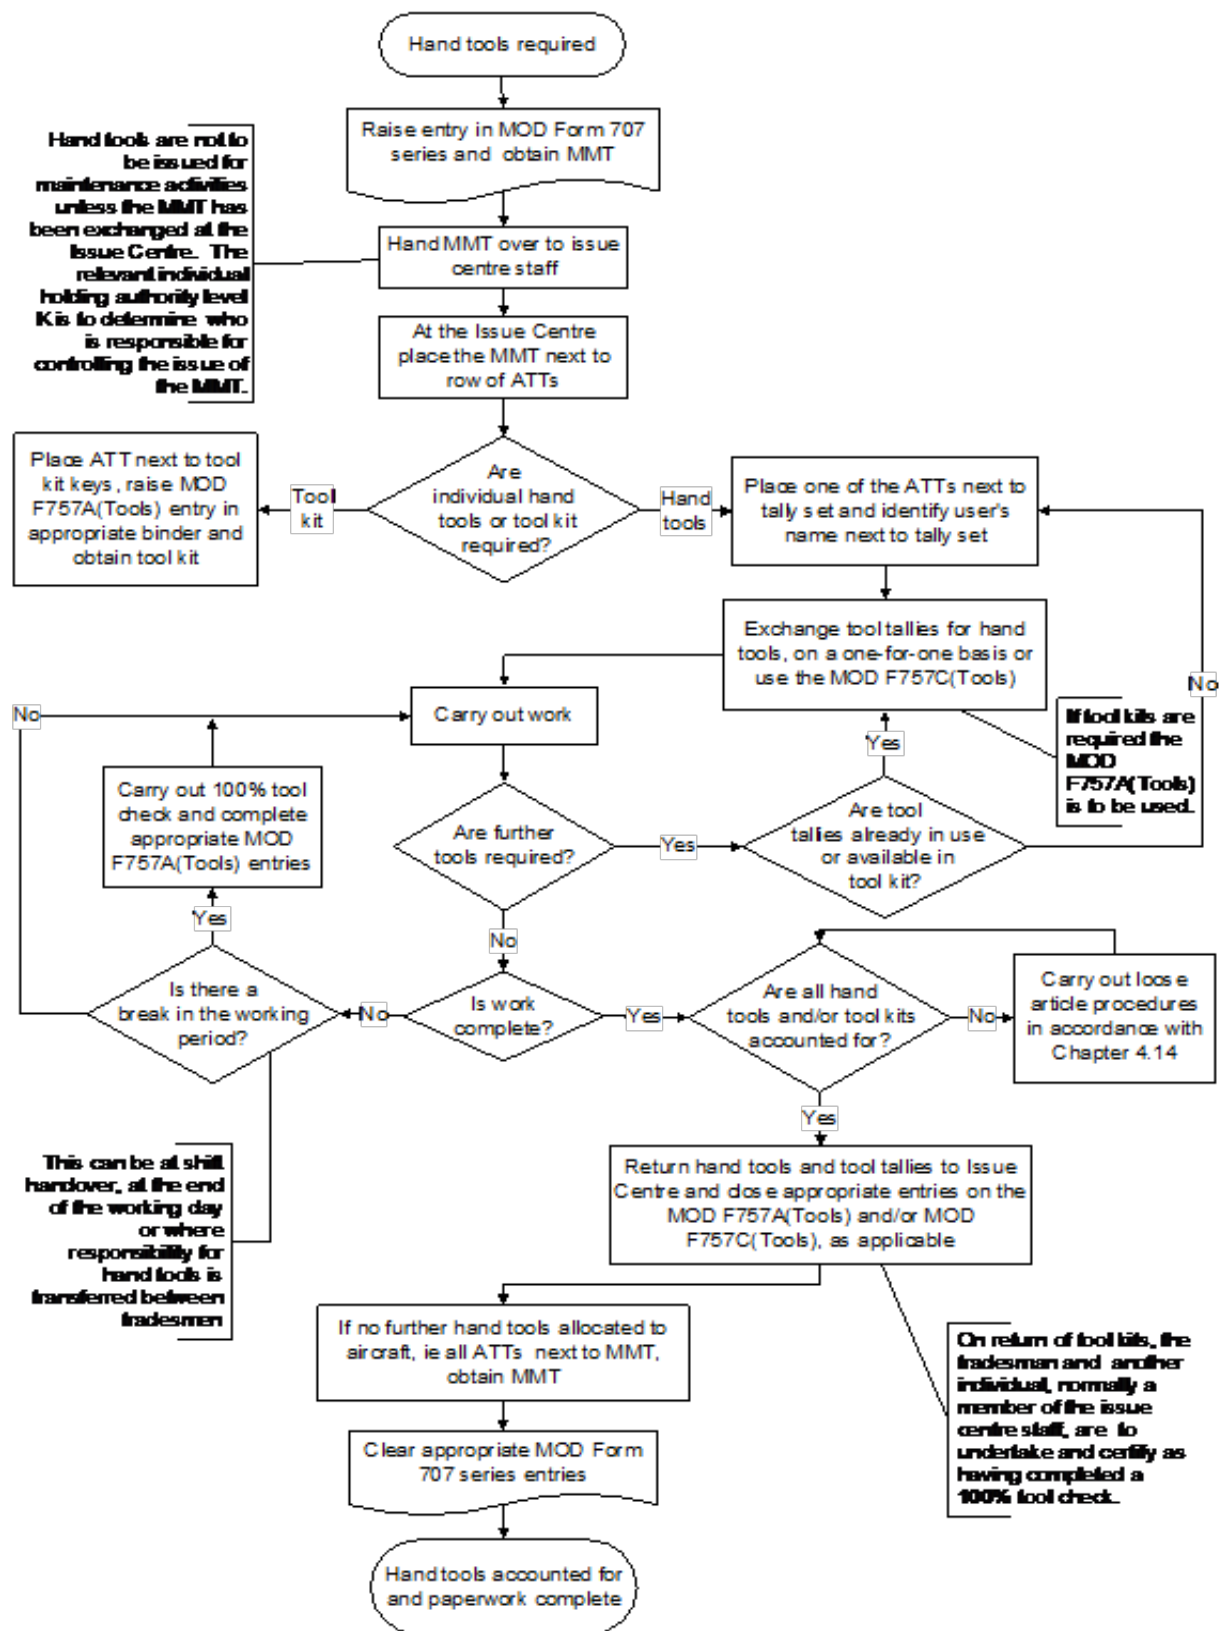 Hand tools required
Raise entry in MOD Form 707
series and obtain MMT
Hand tools are not to
be issued for
maintenance activities
unless the MMT has
been exchanged at the
Issue Centre. The
relevant individual
holding authority level
K is to determine who
is responsible for
controlling the issue of
the MMT.
Hand MMT over to issue
centre staff
At the Issue Centre
place the MMT next to
row of ATTs
Place ATT next to tool
kit keys, raise MOD
F757A(Tools) entry in
appropriate binder and
obtain tool kit
Tool
kit
Are
individual hand
tools or tool kit
required?
Hand
tools
Place one of the ATTs next to
tally set and identify user's
name next to tally set
Exchange tool tallies for hand
tools, on a one-for-one basis or
use the MOD F757C(Tools)
No
No
Carry out work
If tool kits are
required the
MOD
F757A(Tools)
is to be used.
Yes
Carry out 100% tool
check and complete
appropriate MOD
F757A(Tools) entries
Are further
tools required?
Yes
Are tool
tallies already in use
or available in
tool kit?
Yes
No
Is there a
break in the working
period?
No
Is work
complete?
Yes
Are all hand
tools and/or tool kits
accounted for?
No
Carry out loose
article procedures
in accordance with
Chapter 4.14
Yes
This can be at shift
handover, at the end
of the working day
or where
responsibility for
hand tools is
transferred between
tradesmen
Return hand tools and tool tallies to Issue
Centre and close appropriate entries on the
MOD F757A(Tools) and/or MOD
F757C(Tools), as applicable
If no further hand tools allocated to
aircraft, ie all ATTs next to MMT,
obtain MMT
On return of tool kits, the
tradesman and another
individual, normally a
member of the issue
centre staff, are to
undertake and certify as
having completed a
100% tool check.
Clear appropriate MOD Form
707 series entries
Hand tools accounted for
and paperwork complete